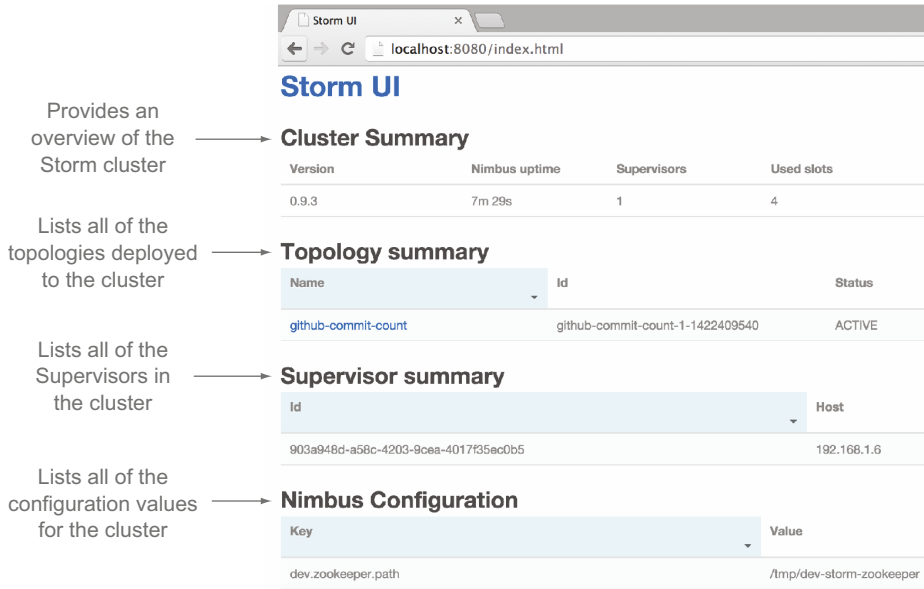 Storm UI
localhost:8080/index.html
Storm UI
Provides an
overview of the
Storm cluster
Cluster Summary
Version Nimbus uptime Supervisors Used slots
0.9.3 7m 29s 1 4
Lists all of the
topologies deployed
to the cluster
Topology summary
Name Id Status
github-commit-count github-commit-count-1-1422409540 ACTIVE
Lists all of the
Supervisors in
the cluster
Supervisor summary
Id Host
903a948d-a58c-4203-9cea-4017f35ec0b5 192.168.1.6
Lists all of the
configuration values
for the cluster
Nimbus Configuration
Key Value
dev.zookeeper.path /tmp/dev-storm-zookeeper